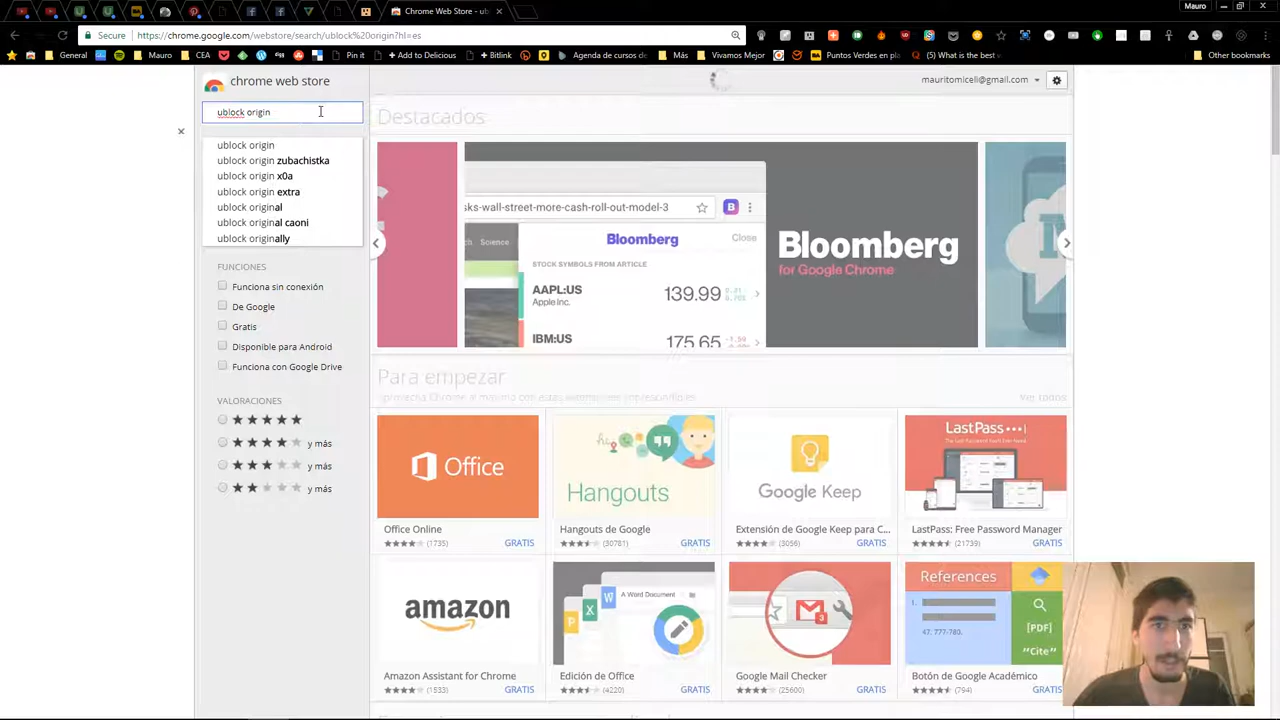 Chrome Web Store - ub
Mauro
Secure
https://chrome.google.com/webstore/search/ublock%20origin?hl=es
General
Mauro
CEA
Pin it
+ Add to Delicious
+ Bitlink
Agenda de cursos de
Más
Vivamos Mejor
Puntos Verdes en pla
(5) What is the best v
Other bookmarks
chrome web store
mauritomiceli@gmail.com
ublock origin
ublock origin
ublock origin zubachistka
ublock origin x0a
ublock origin extra
ublock original
ublock original caoni
ublock originally
FUNCIONES
Funciona sin conexión
De Google
Gratis
Disponible para Android
Funciona con Google Drive
VALORACIONES
y más
y más
y más
Destacados
sks-wall-street-more-cash-roll-out-model-3
Science
Bloomberg
Close
STOCK SYMBOLS FROM ARTICLE
AAPL:US
Apple Inc.
139.99
IBM:US
175.65
Bloomberg
for Google Chrome
Para empezar
Ver todos
Office
Hangouts
Google Keep
LastPass
Office Online
(1735)
GRATIS
Hangouts de Google
(30781)
GRATIS
Extensión de Google Keep para C...
(3056)
GRATIS
LastPass: Free Password Manager
(21739)
GRATIS
amazon
A Word Document
References
1.
47: 777-780.
[PDF]
"Cite"
Amazon Assistant for Chrome
(1533)
GRATIS
Edición de Office
(4220)
GRATIS
Google Mail Checker
(25600)
GRATIS
Botón de Google Académico
(794)
GRATIS